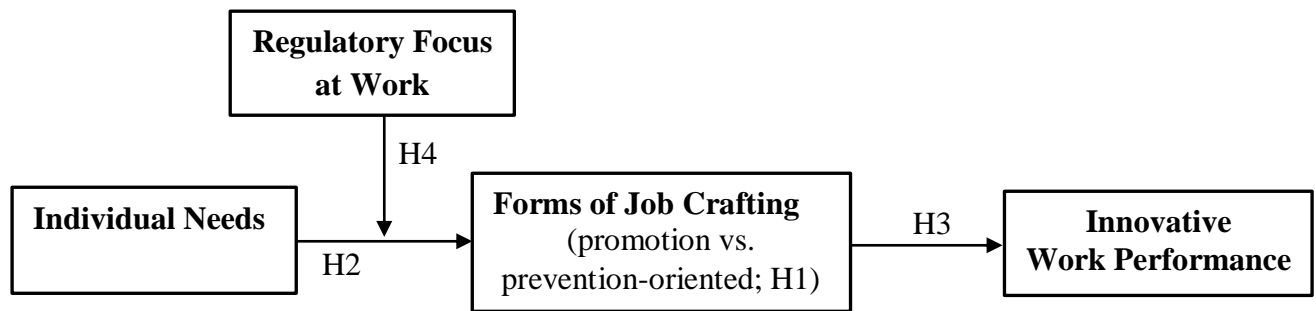 Regulatory Focus
at Work
H4
Individual Needs
H2
Forms of Job Crafting
(promotion vs.
prevention-oriented; H1)
H3
Innovative
Work Performance